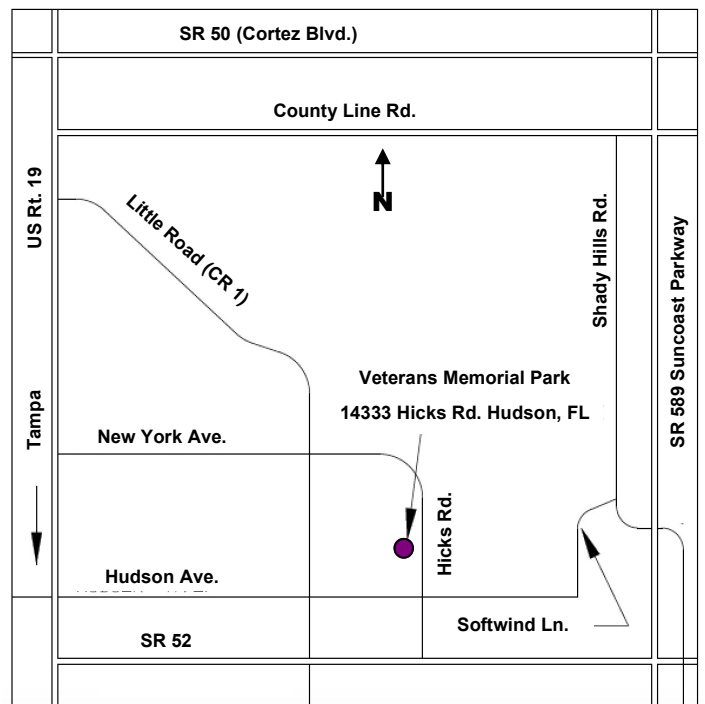 SR 50 (Cortez Blvd.)
County Line Rd.
N
US Rt. 19
Little Road (CR 1)
Shady Hills Rd.
SR 589 Suncoast Parkway
Veterans Memorial Park
14333 Hicks Rd. Hudson, FL
Tampa
New York Ave.
Hicks Rd.
Hudson Ave.
Softwind Ln.
SR 52